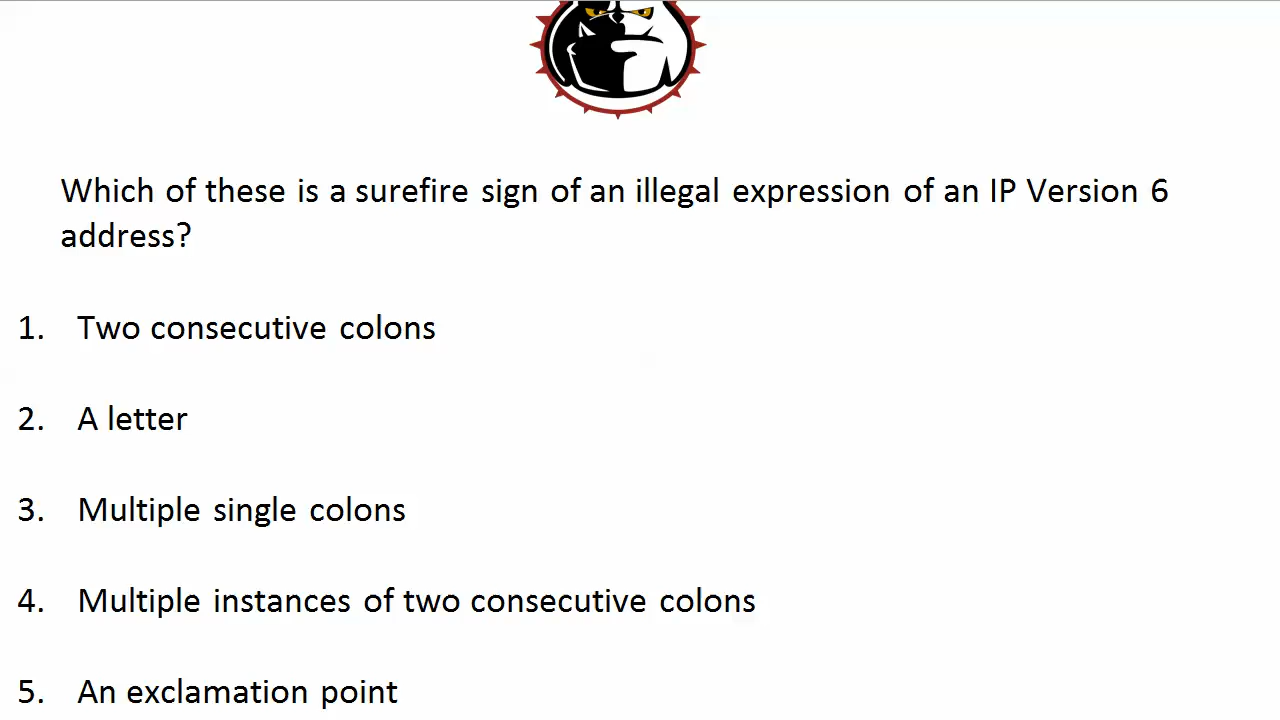 Which of these is a surefire sign of an illegal expression of an IP Version 6
address?
1. Two consecutive colons
2. A letter
3. Multiple single colons
4. Multiple instances of two consecutive colons
5. An exclamation point